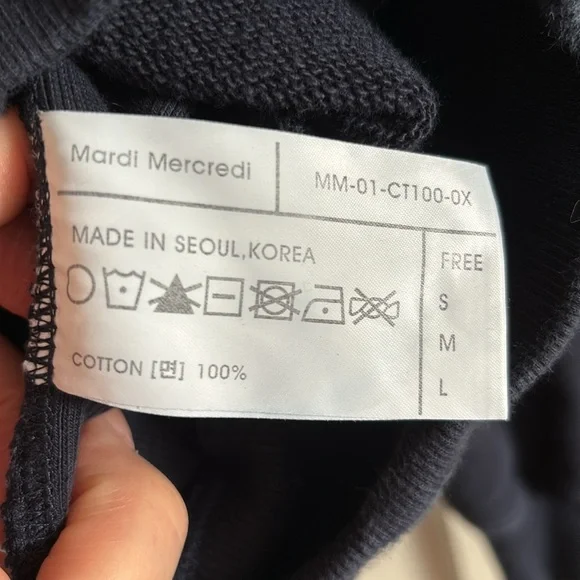 Mardi Mercredi
MM-01-CT100-0X
MADE IN SEOUL,KOREA
COTTON [면] 100%
FREE
S
M
L